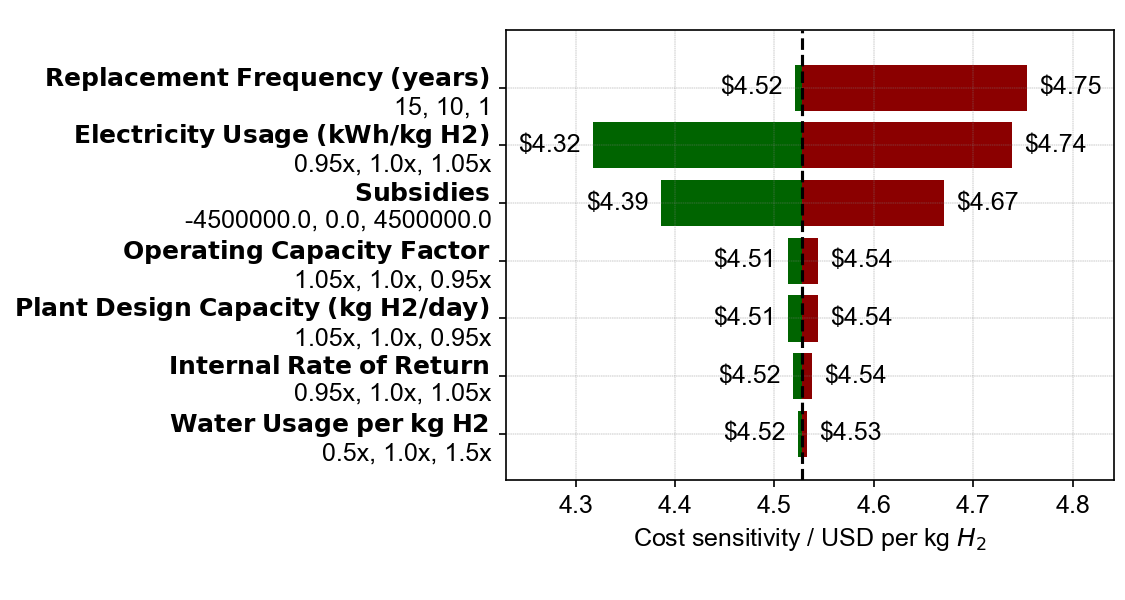 Replacement Frequency (years)
15, 10, 1
$4.52 $4.75
Electricity Usage (kWh/kg H2)
0.95x, 1.0x, 1.05x
$4.32 $4.74
Subsidies
-4500000.0, 0.0, 4500000.0
$4.39 $4.67
Operating Capacity Factor
1.05x, 1.0x, 0.95x
$4.51 $4.54
Plant Design Capacity (kg H2/day)
1.05x, 1.0x, 0.95x
$4.51 $4.54
Internal Rate of Return
0.95x, 1.0x, 1.05x
$4.52 $4.54
Water Usage per kg H2
0.5x, 1.0x, 1.5x
$4.52 $4.53
4.3 4.4 4.5 4.6 4.7 4.8
Cost sensitivity / USD per kg H₂